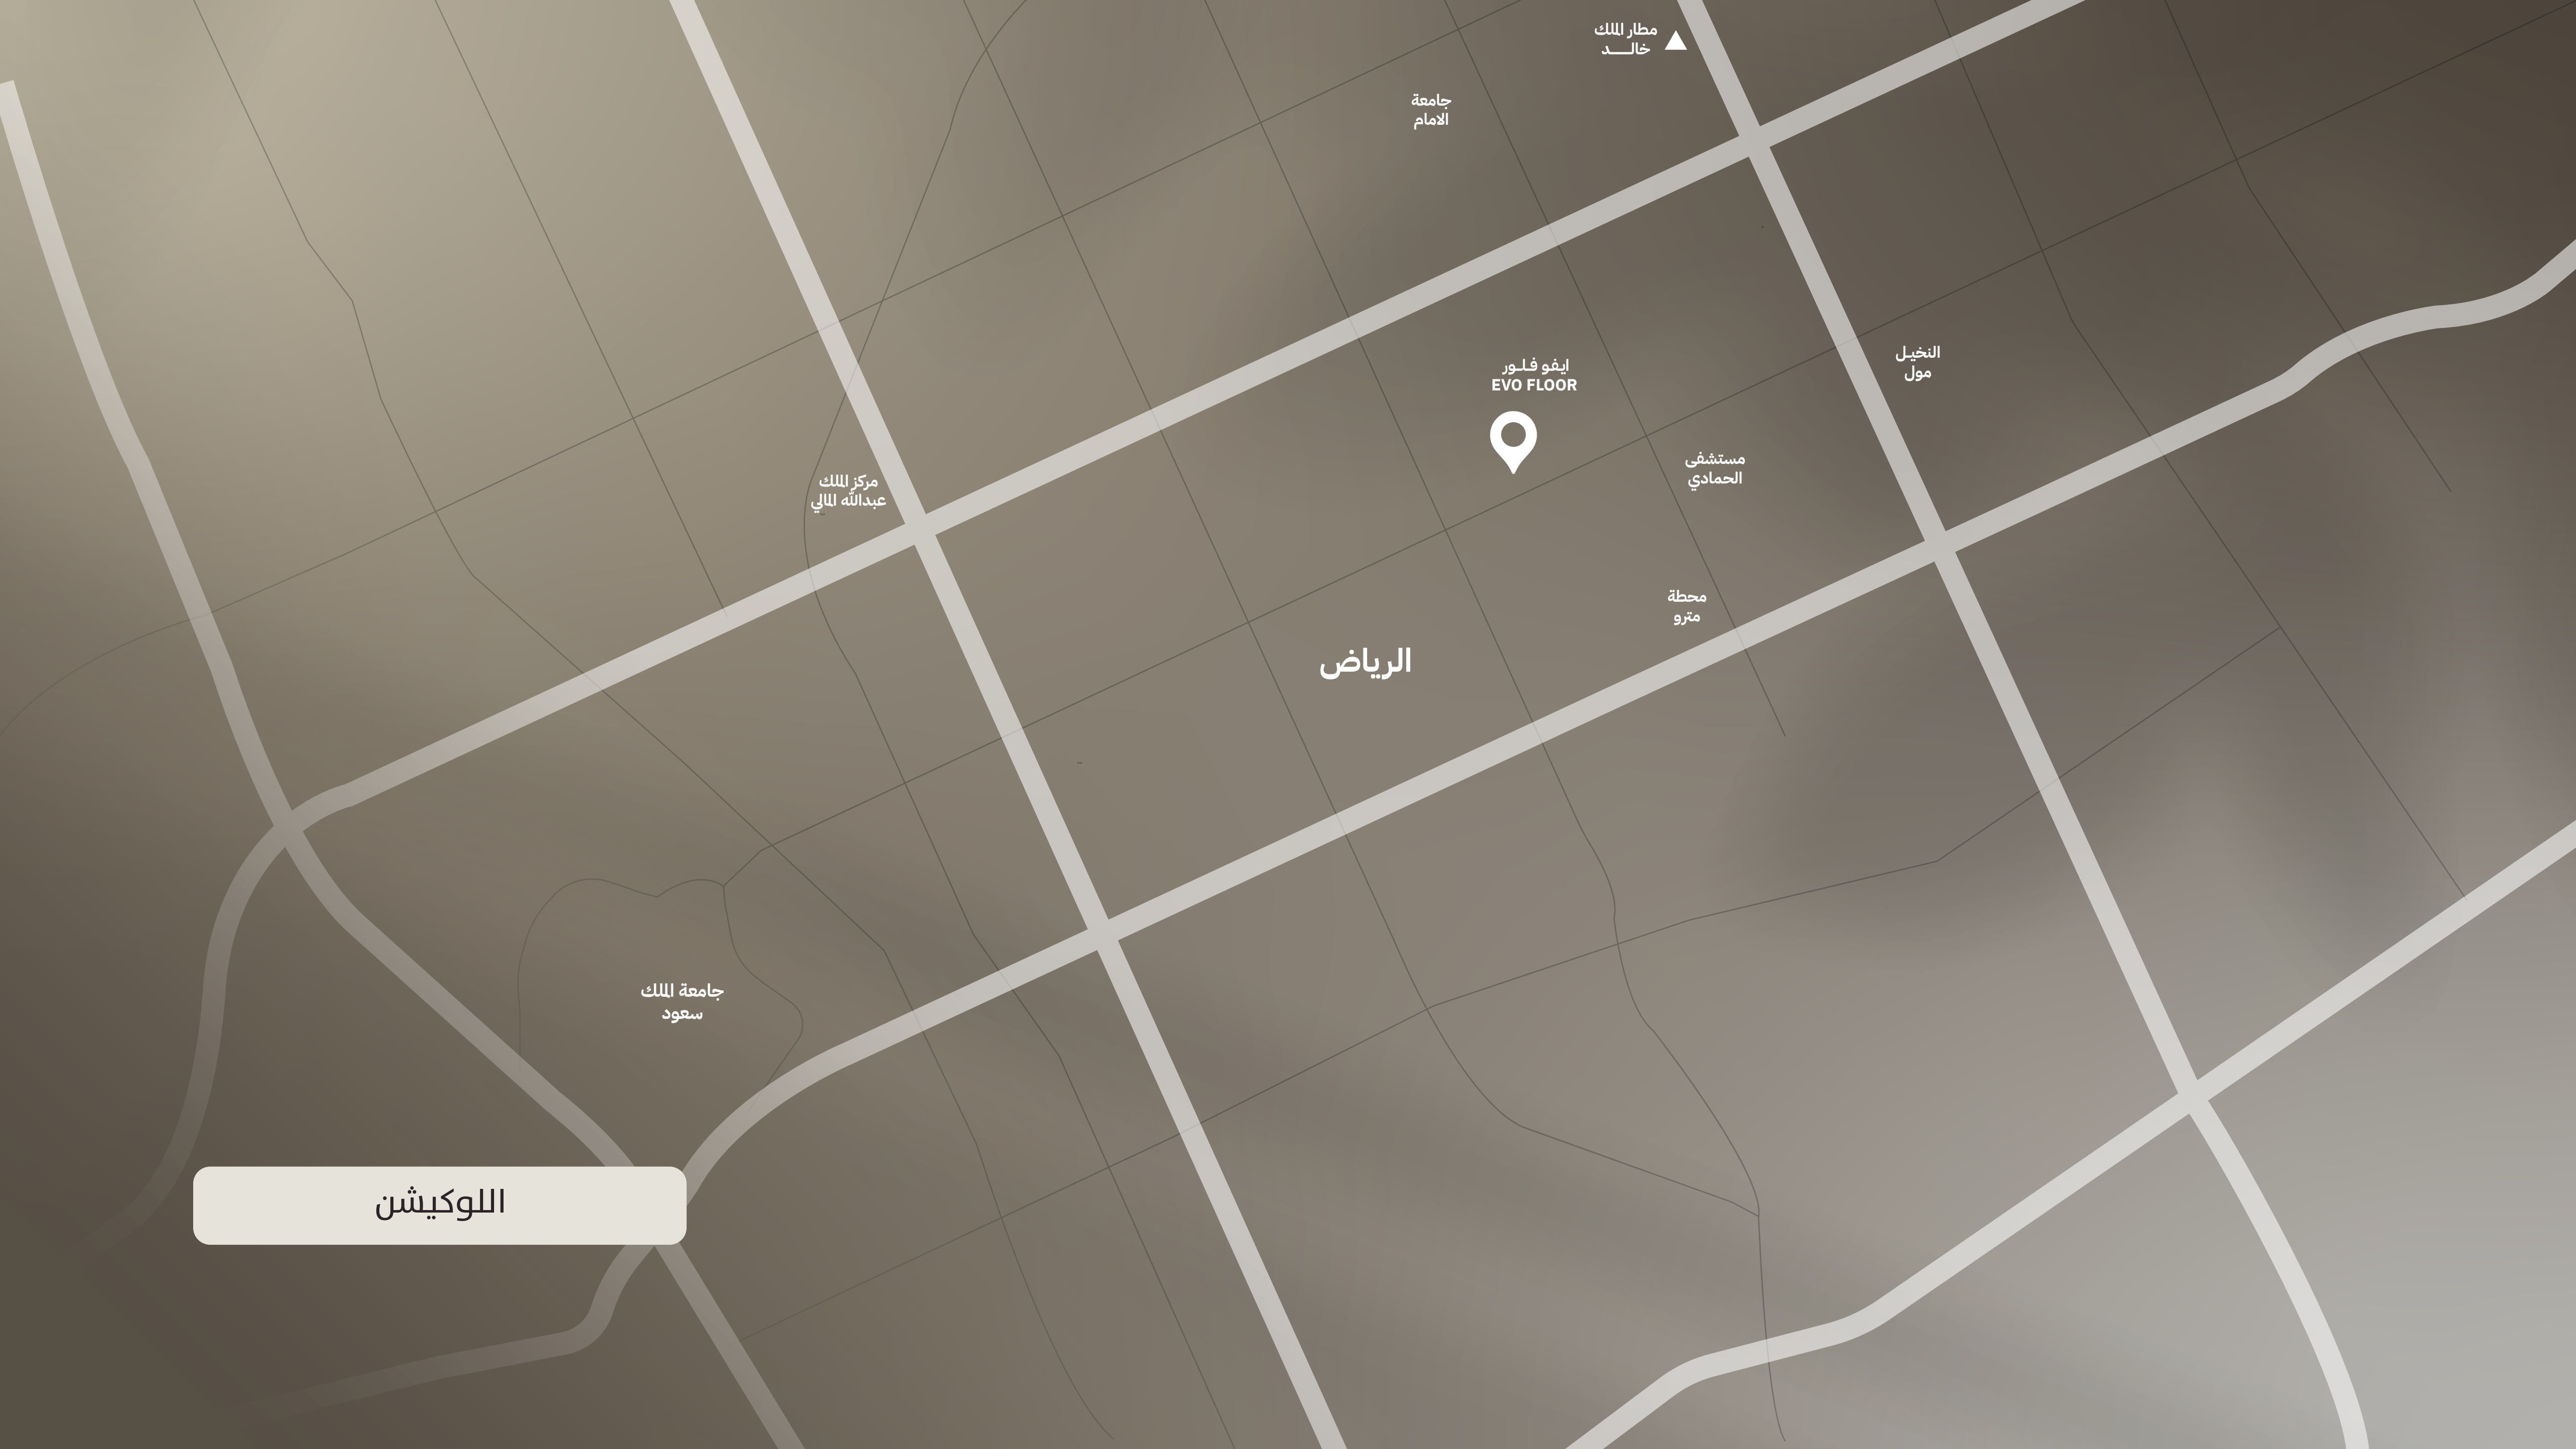 مطار الملك
خالـــد
جامعة
الامام
النخيل
مول
ايفو فلـور
EVO FLOOR
مستشفى
الحمادي
مركز الملك
عبدالله المالي
محطة
مترو
الرياض
جامعة الملك
سعود
اللوكيشن